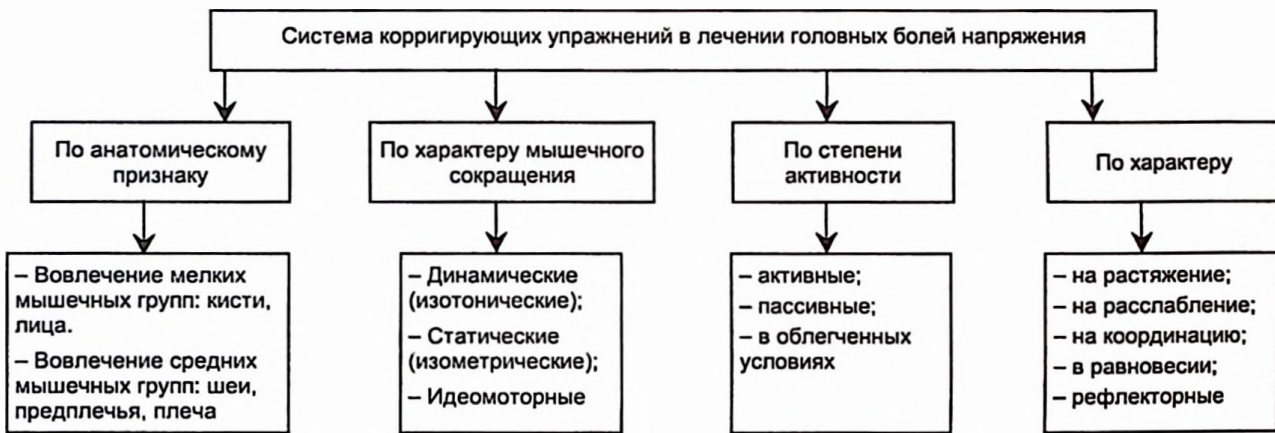 Система корригирующих упражнений в лечении головных болей напряжения
По анатомическому
признаку
По характеру мышечного
сокращения
По степени
активности
По характеру
– Вовлечение мелких
мышечных групп: кисти,
лица.
– Вовлечение средних
мышечных групп: шеи,
предплечья, плеча
– Динамические
(изотонические);
– Статические
(изометрические);
– Идеомоторные
– активные;
– пассивные;
– в облегченных
условиях
– на растяжение;
– на расслабление;
– на координацию;
– в равновесии;
– рефлекторные